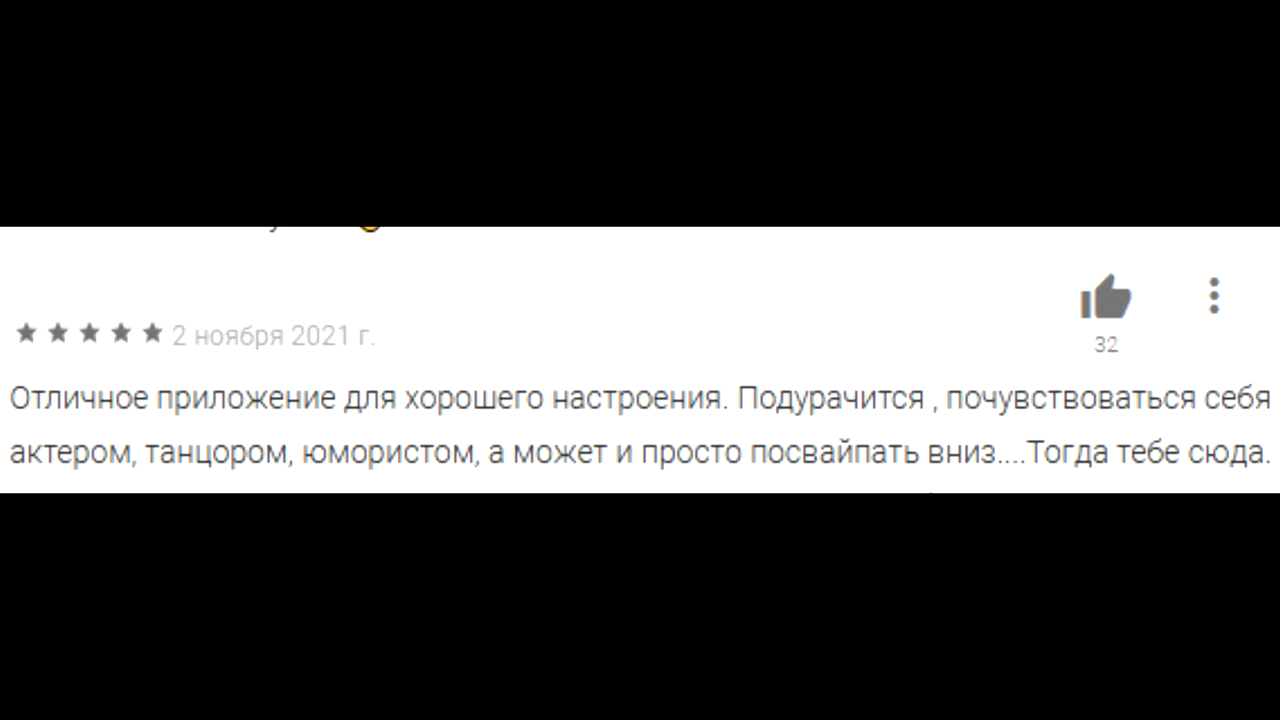 2 ноября 2021 г.
32
Отличное приложение для хорошего настроения. Подурачится , почувствоваться себя
актером, танцором, юмористом, а может и просто посвайпать вниз....Тогда тебе сюда.